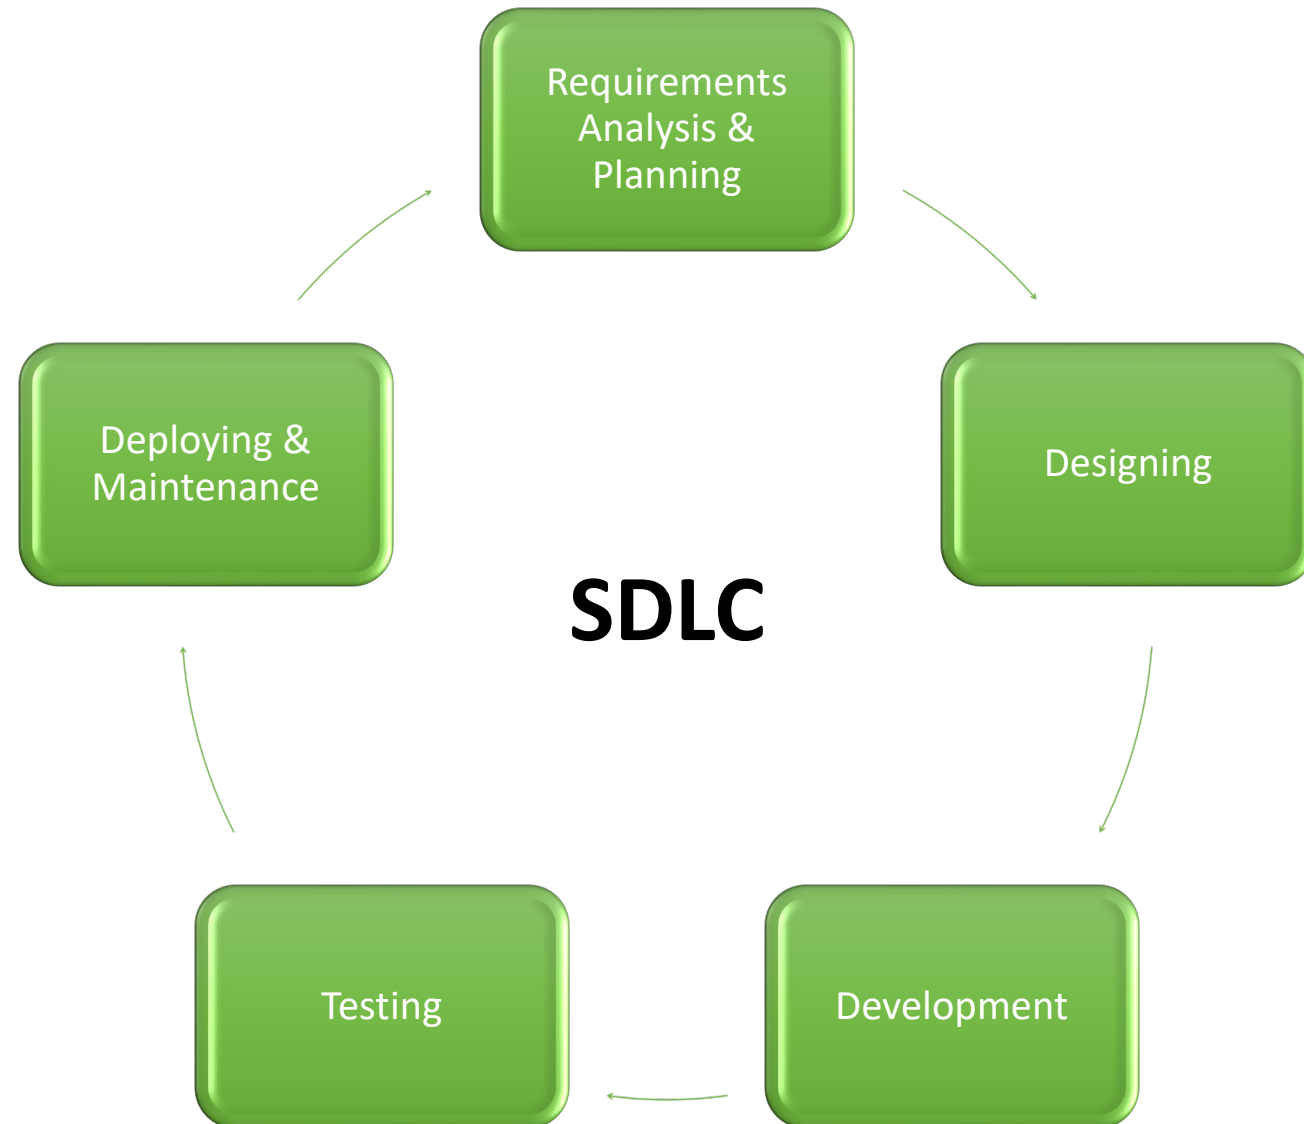 Requirements
Analysis &
Planning
Designing
Development
Testing
Deploying &
Maintenance
SDLC